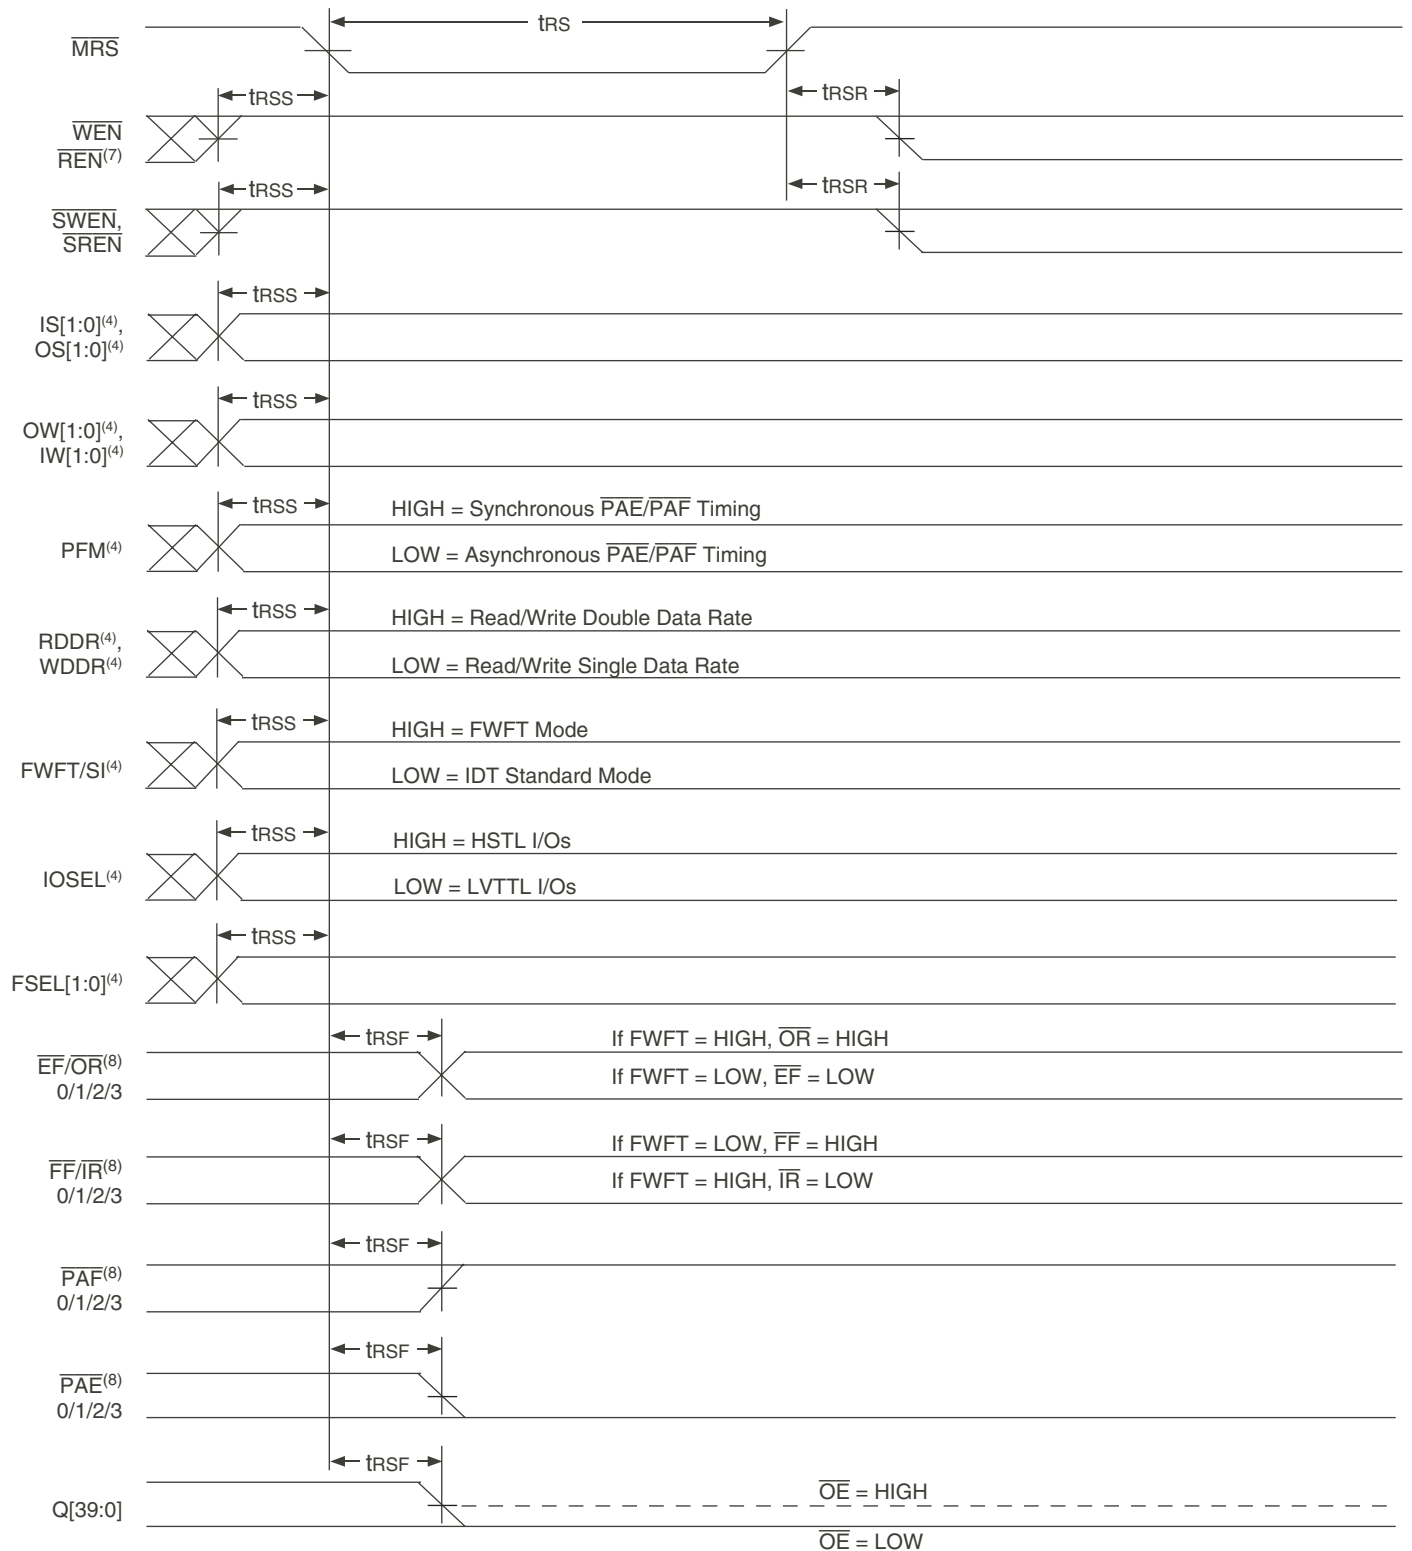 MRS
tRS
tRSS
tRSR
WEN
REN(7)
tRSS
tRSR
SWEN,
SREN
tRSS
IS[1:0](4),
OS[1:0](4)
tRSS
OW[1:0](4),
IW[1:0](4)
tRSS
HIGH = Synchronous PAE/PAF Timing
PFM(4)
LOW = Asynchronous PAE/PAF Timing
tRSS
HIGH = Read/Write Double Data Rate
RDDR(4),
WDDR(4)
LOW = Read/Write Single Data Rate
tRSS
HIGH = FWFT Mode
FWFT/SI(4)
LOW = IDT Standard Mode
tRSS
HIGH = HSTL I/Os
IOSEL(4)
LOW = LVTTL I/Os
tRSS
FSEL[1:0](4)
tRSF
If FWFT = HIGH, OR = HIGH
EF/OR(8)
0/1/2/3
If FWFT = LOW, EF = LOW
tRSF
If FWFT = LOW, FF = HIGH
FF/IR(8)
0/1/2/3
If FWFT = HIGH, IR = LOW
tRSF
PAF(8)
0/1/2/3
tRSF
PAE(8)
0/1/2/3
tRSF
OE = HIGH
Q[39:0]
OE = LOW